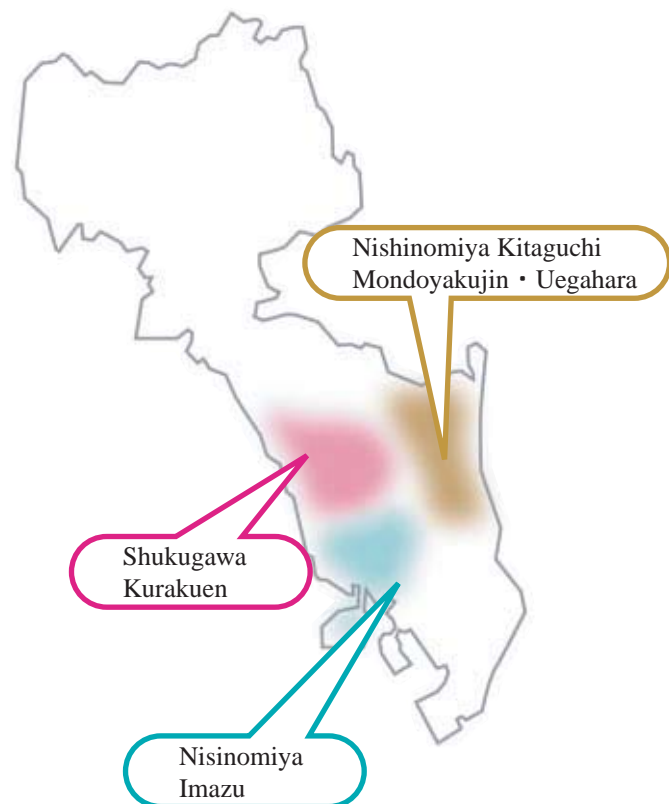 Nishinomiya Kitaguchi
Mondoyakujin・Uegahara
Shukugawa
Kurakuen
Nisinomiya
Imazu